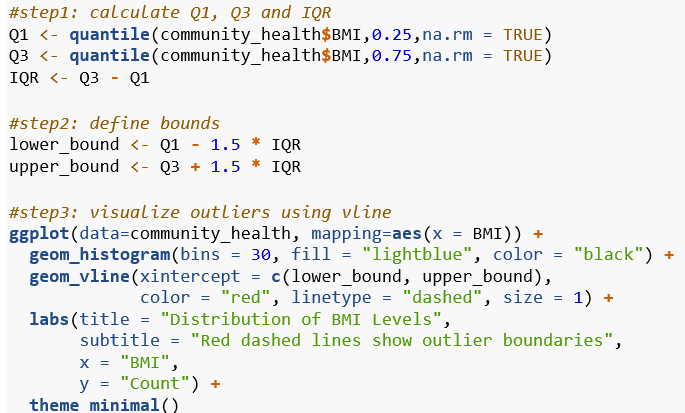 #step1: calculate Q1, Q3 and IQR
Q1 <- quantile(community_health$BMI,0.25,na.rm = TRUE)
Q3 <- quantile(community_health$BMI,0.75,na.rm = TRUE)
IQR <- Q3 - Q1

#step2: define bounds
lower_bound <- Q1 - 1.5 * IQR
upper_bound <- Q3 + 1.5 * IQR

#step3: visualize outliers using vline
ggplot(data=community_health, mapping=aes(x = BMI)) +
  geom_histogram(bins = 30, fill = "lightblue", color = "black") +
  geom_vline(xintercept = c(lower_bound, upper_bound),
             color = "red", linetype = "dashed", size = 1) +
  labs(title = "Distribution of BMI Levels",
       subtitle = "Red dashed lines show outlier boundaries",
       x = "BMI",
       y = "Count") +
  theme_minimal()